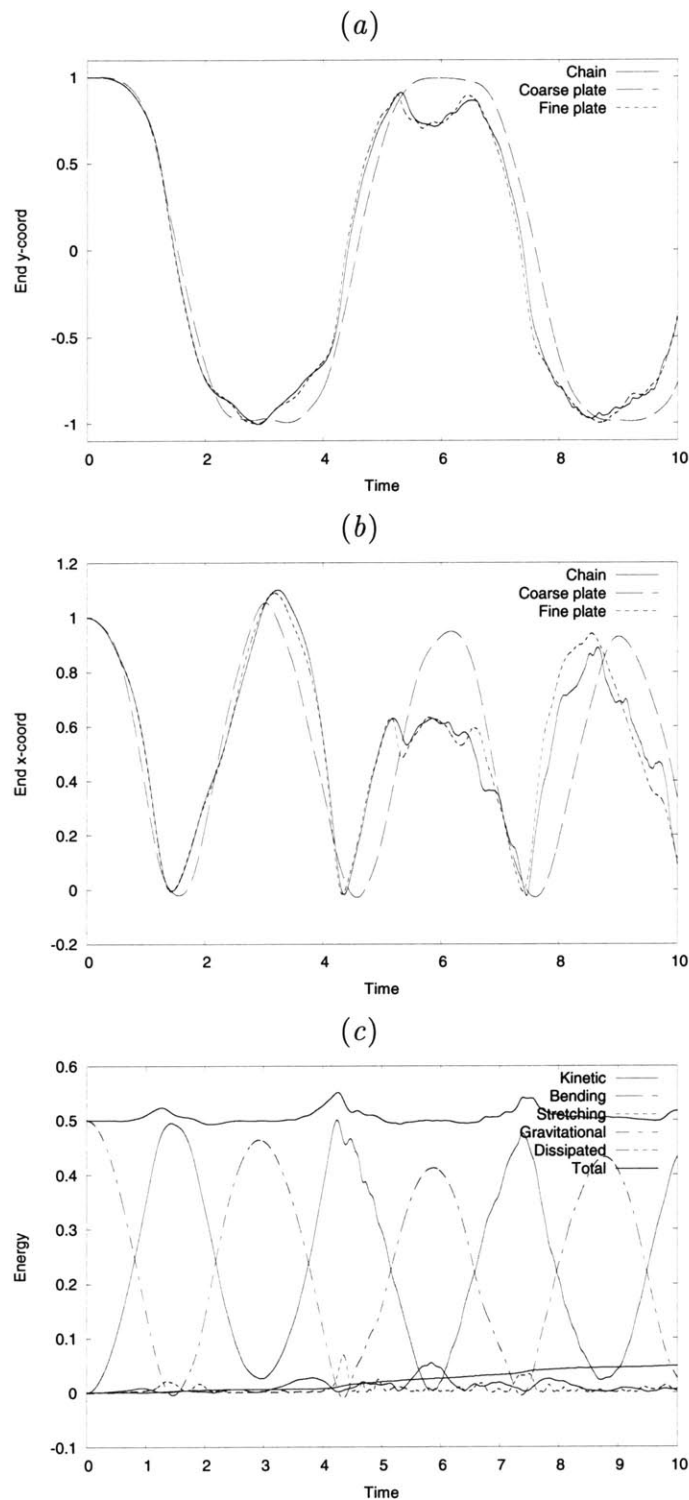 (a)
1
0.5
0
-0.5
-1
End y-coord
Chain
Coarse plate
Fine plate
0 2 4 6 8 10
Time
(b)
1.2
1
0.8
0.6
0.4
0.2
0
-0.2
End x-coord
Chain
Coarse plate
Fine plate
0 2 4 6 8 10
Time
(c)
0.6
0.5
0.4
0.3
0.2
0.1
0
-0.1
Energy
Kinetic
Bending
Stretching
Gravitational
Dissipated
Total
0 1 2 3 4 5 6 7 8 9 10
Time